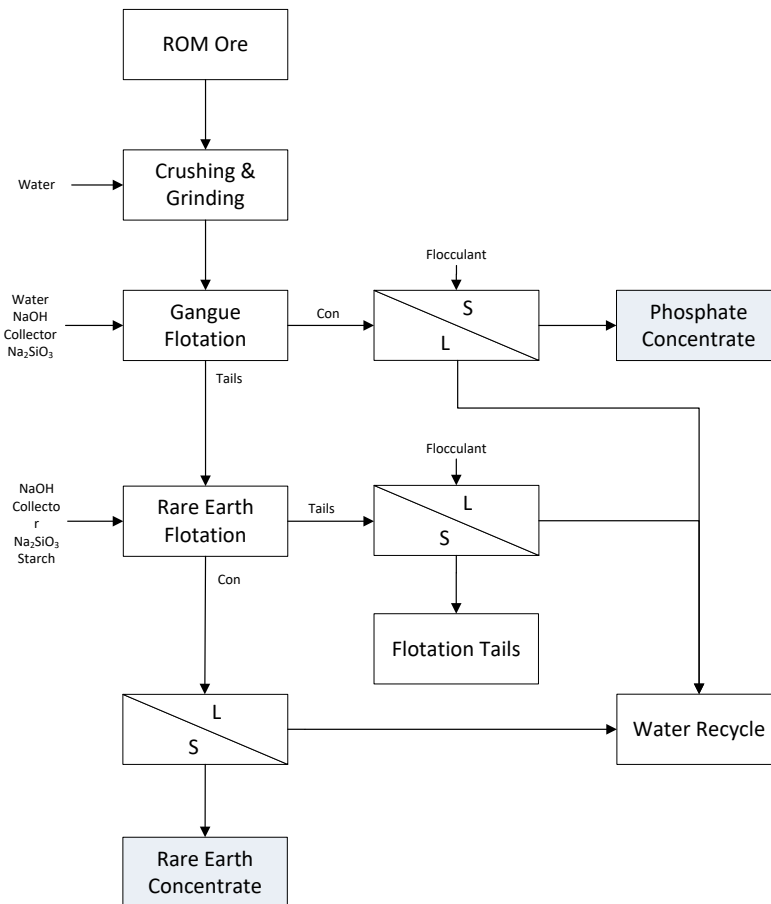 ROM Ore
Water
Crushing &
Grinding
Water
NaOH
Collector
Na₂SiO₃
Gangue
Flotation
Con
Flocculant
S
L
Phosphate
Concentrate
Tails
NaOH
Collecto
r
Na₂SiO₃
Starch
Rare Earth
Flotation
Tails
Flocculant
L
S
Con
Flotation Tails
L
S
Water Recycle
Rare Earth
Concentrate